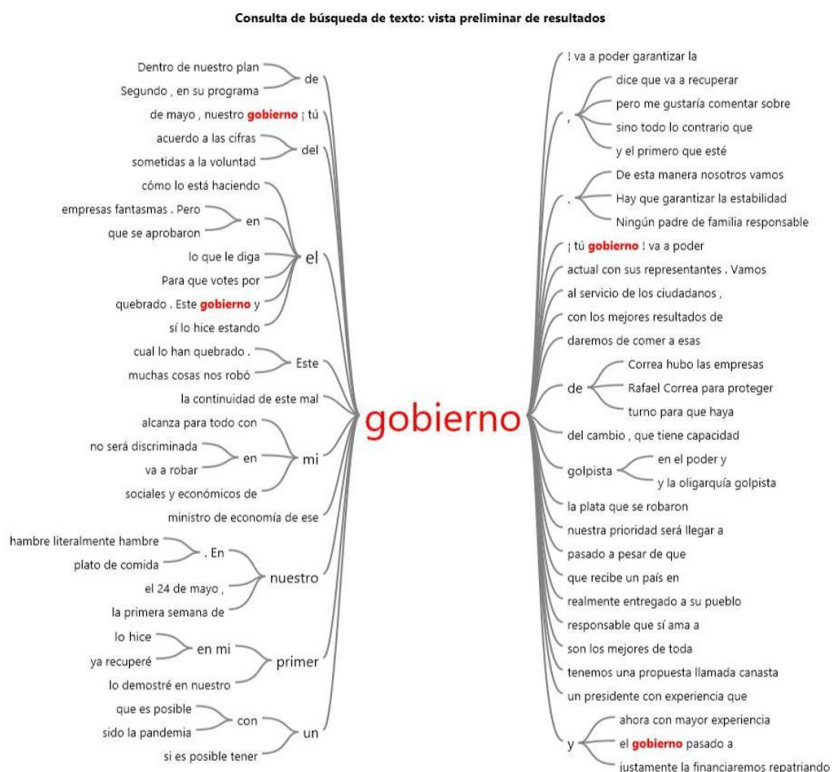 Consulta de búsqueda de texto: vista preliminar de resultados
Dentro de nuestro plan
Segundo , en su programa
de
de mayo , nuestro gobierno ¡ tú
acuerdo a las cifras
sometidas a la voluntad
del
cómo lo está haciendo
empresas fantasmas . Pero
que se aprobaron
en
lo que le diga
Para que votes por
quebrado . Este gobierno y
sí lo hice estando
el
cual lo han quebrado .
muchas cosas nos robó
Este
la continuidad de este mal
alcanza para todo con
no será discriminada
va a robar
en
sociales y económicos de
mi
ministro de economía de ese
hambre literalmente hambre
plato de comida
. En
el 24 de mayo ,
la primera semana de
nuestro
lo hice
ya recuperé
en mi
lo demostré en nuestro
primer
que es posible
sido la pandemia
con
si es posible tener
un
gobierno
! va a poder garantizar la
,
dice que va a recuperar
pero me gustaría comentar sobre
sino todo lo contrario que
y el primero que esté
.
De esta manera nosotros vamos
Hay que garantizar la estabilidad
Ningún padre de familia responsable
¡ tú gobierno ! va a poder
actual con sus representantes . Vamos
al servicio de los ciudadanos ,
con los mejores resultados de
daremos de comer a esas
de
Correa hubo las empresas
Rafael Correa para proteger
turno para que haya
del cambio , que tiene capacidad
golpista
en el poder y
y la oligarquía golpista
la plata que se robaron
nuestra prioridad será llegar a
pasado a pesar de que
que recibe un país en
realmente entregado a su pueblo
responsable que sí ama a
son los mejores de toda
tenemos una propuesta llamada canasta
un presidente con experiencia que
y
ahora con mayor experiencia
el gobierno pasado a
justamente la financiaremos repatriando